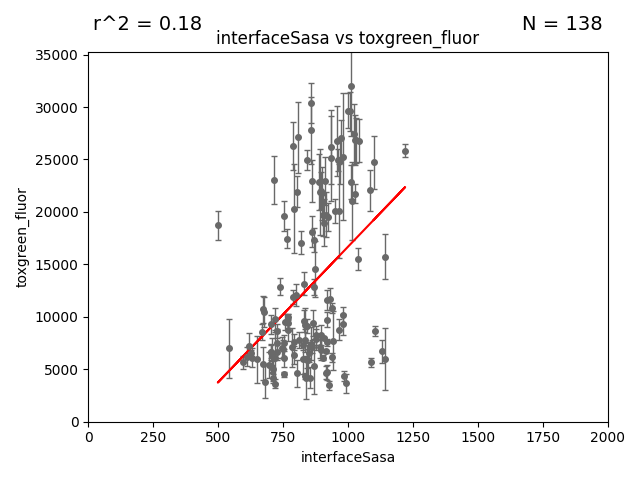 r^2 = 0.18
N = 138
interfaceSasa vs toxgreen_fluor
35000
30000
25000
20000
15000
10000
5000
0
toxgreen_fluor
0 250 500 750 1000 1250 1500 1750 2000
interfaceSasa